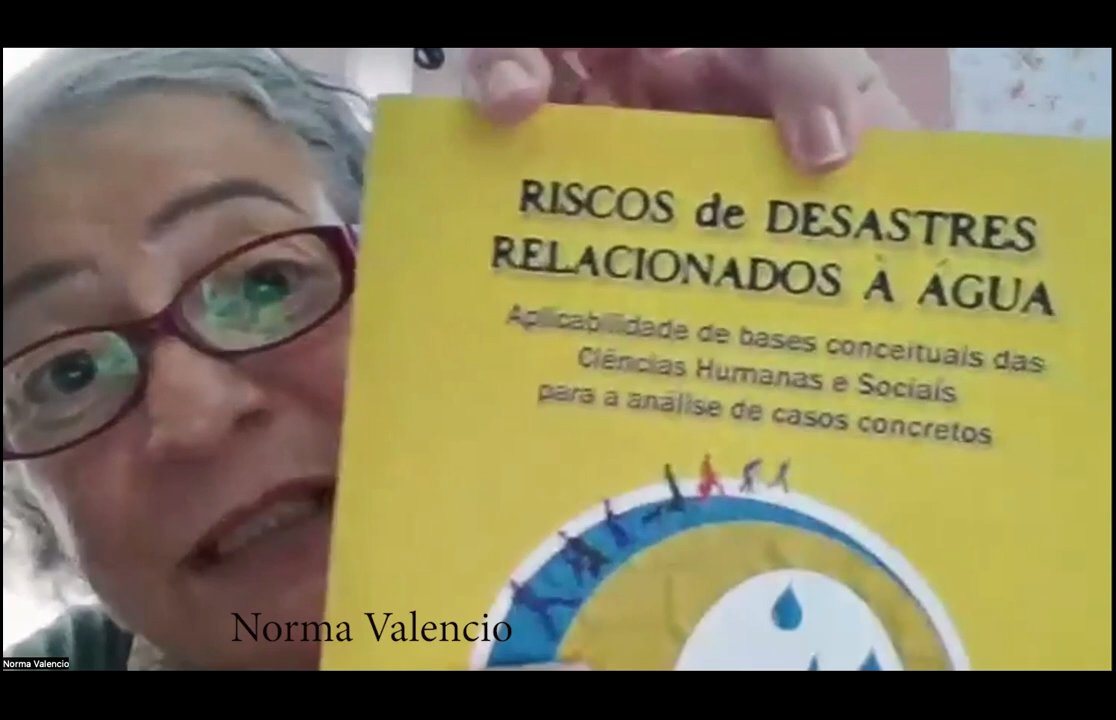 RISCOS de DESASTRES
RELACIONADOS À ÁGUA
Aplicabilidade de bases conceituais das
Ciências Humanas e Sociais
para a análise de casos concretos
Norma Valencio
Norma Valencio